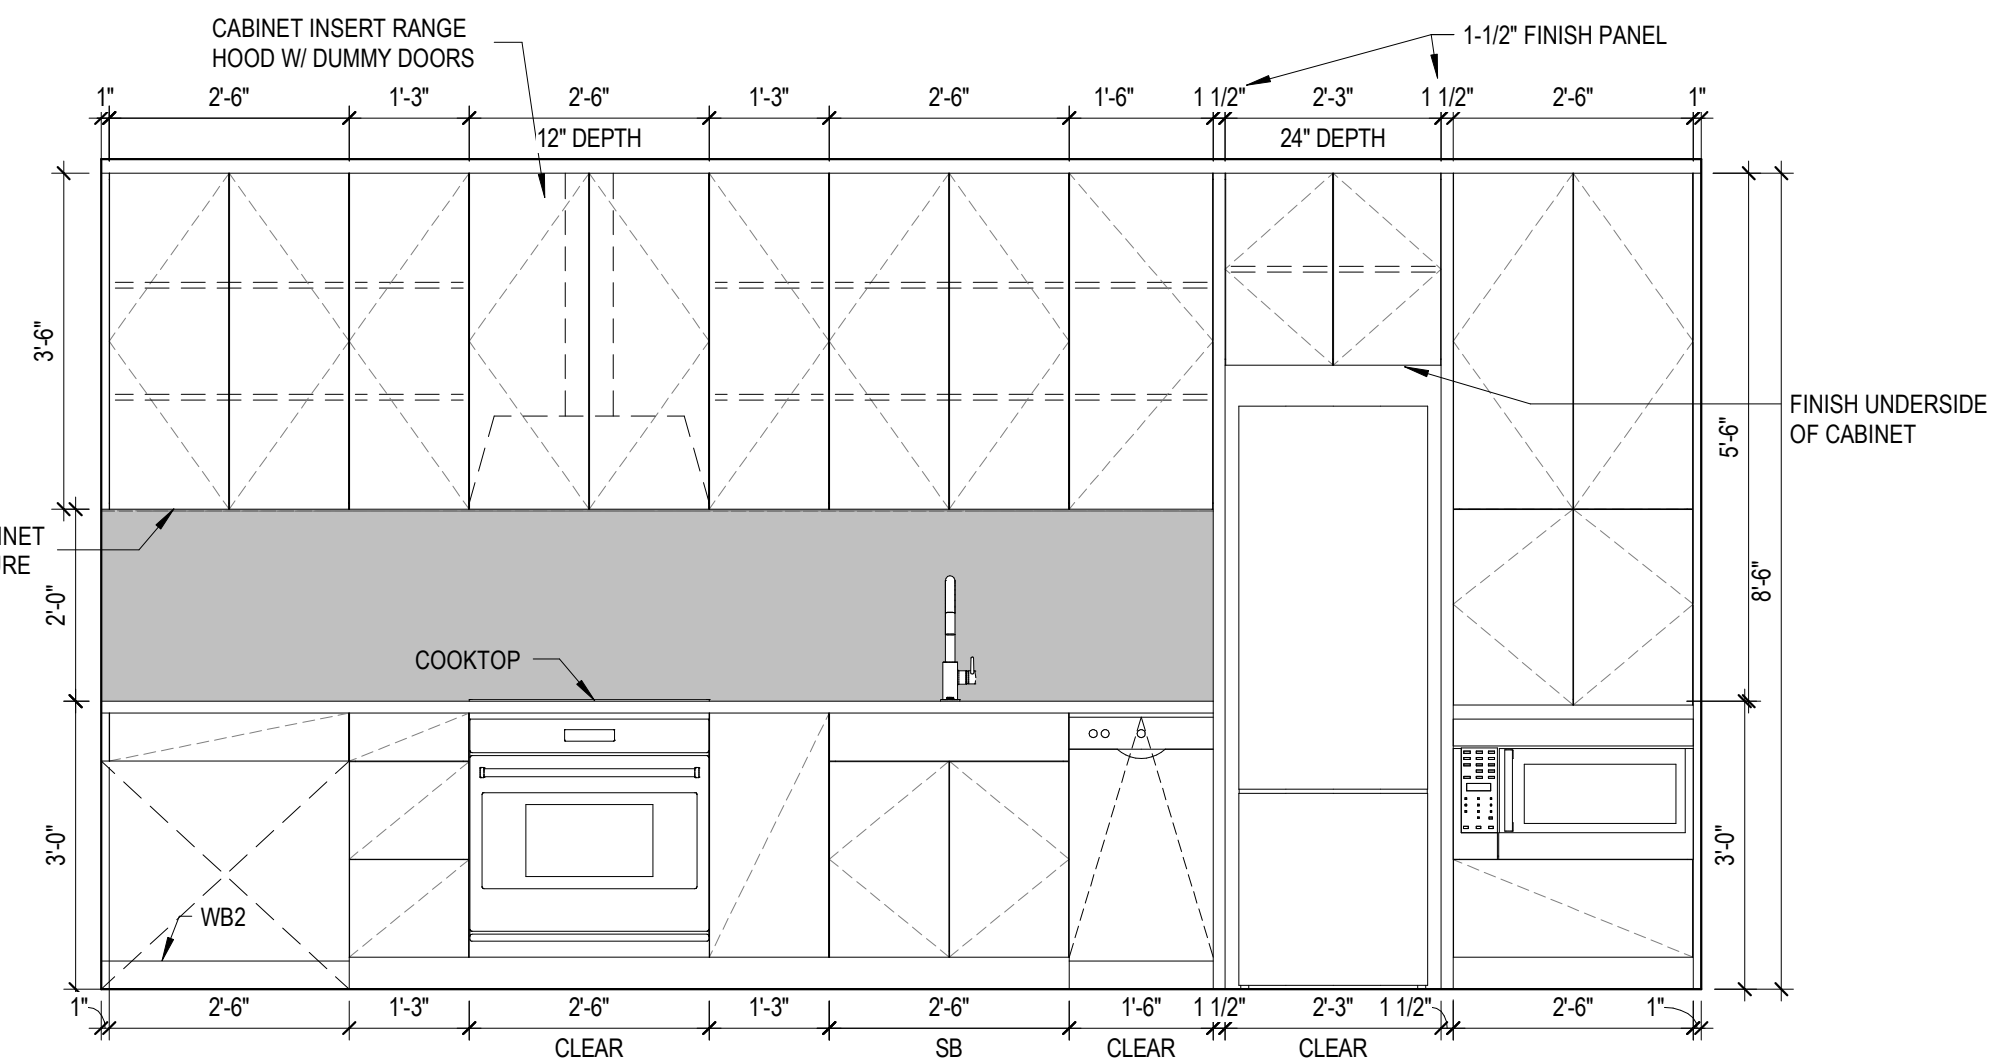 CABINET INSERT RANGE
HOOD W/ DUMMY DOORS
1-1/2" FINISH PANEL
1" 2'-6" 1'-3" 2'-6" 1'-3" 2'-6" 1'-6" 1 1/2" 2'-3" 1 1/2" 2'-6" 1"
12" DEPTH 24" DEPTH
3'-6"
FINISH UNDERSIDE
OF CABINET
5'-6"
INET
URE
2'-0"
8'-6"
COOKTOP
3'-0"
3'-0"
WB2
1" 2'-6" 1'-3" 2'-6" 1'-3" 2'-6" 1'-6" 1 1/2" 2'-3" 1 1/2" 2'-6" 1"
CLEAR SB CLEAR CLEAR